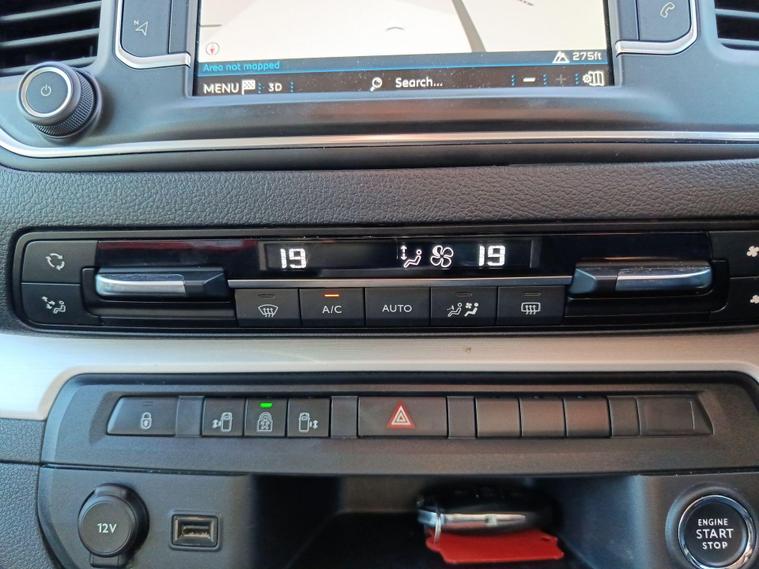 N
Area not mapped
275ft
MENU 3D Search...
19 19
A/C AUTO
12V
ENGINE
START
STOP